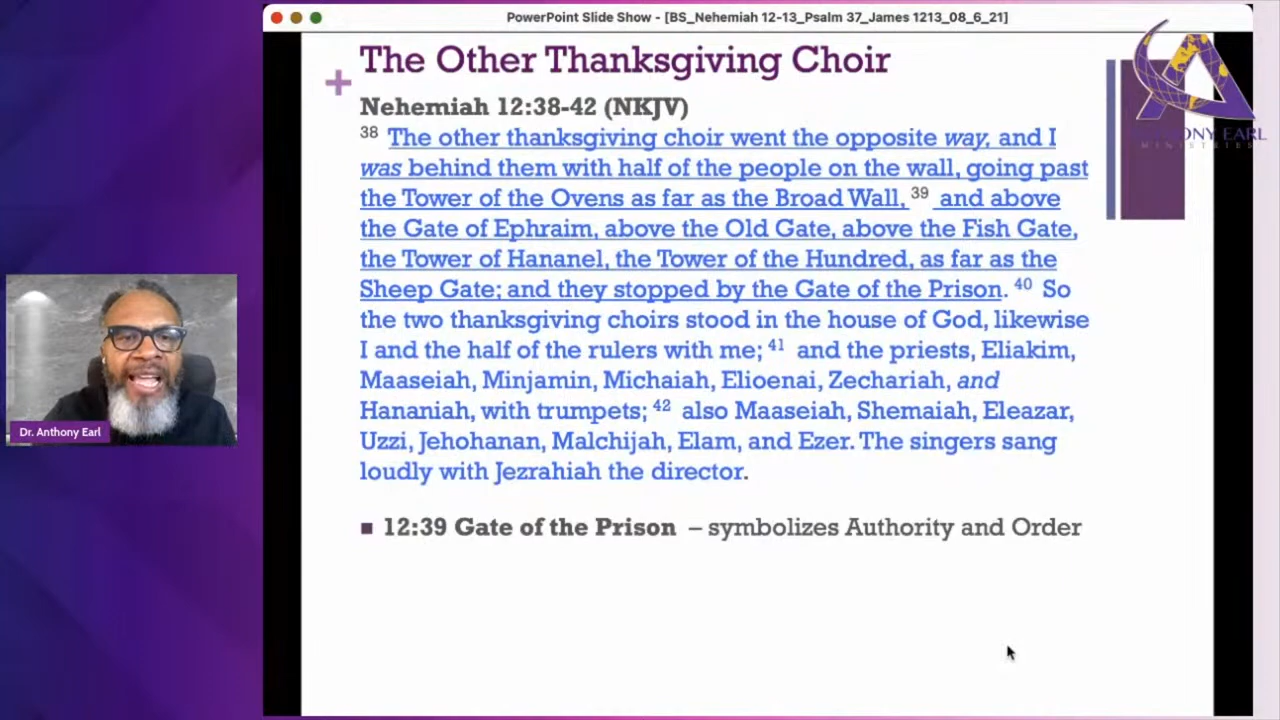 PowerPoint Slide Show - [BS_Nehemiah 12-13_Psalm 37_James 1213_08_6_21]
The Other Thanksgiving Choir
Nehemiah 12:38-42 (NKJV)
38 The other thanksgiving choir went the opposite way, and I
was behind them with half of the people on the wall, going past
the Tower of the Ovens as far as the Broad Wall, 39 and above
the Gate of Ephraim, above the Old Gate, above the Fish Gate,
the Tower of Hananel, the Tower of the Hundred, as far as the
Sheep Gate; and they stopped by the Gate of the Prison. 40 So
the two thanksgiving choirs stood in the house of God, likewise
I and the half of the rulers with me; 41 and the priests, Eliakim,
Maaseiah, Minjamin, Michaiah, Elioenai, Zechariah, and
Hananiah, with trumpets; 42 also Maaseiah, Shemaiah, Eleazar,
Uzzi, Jehohanan, Malchijah, Elam, and Ezer. The singers sang
loudly with Jezrahiah the director.
12:39 Gate of the Prison – symbolizes Authority and Order
Dr. Anthony Earl
EARL